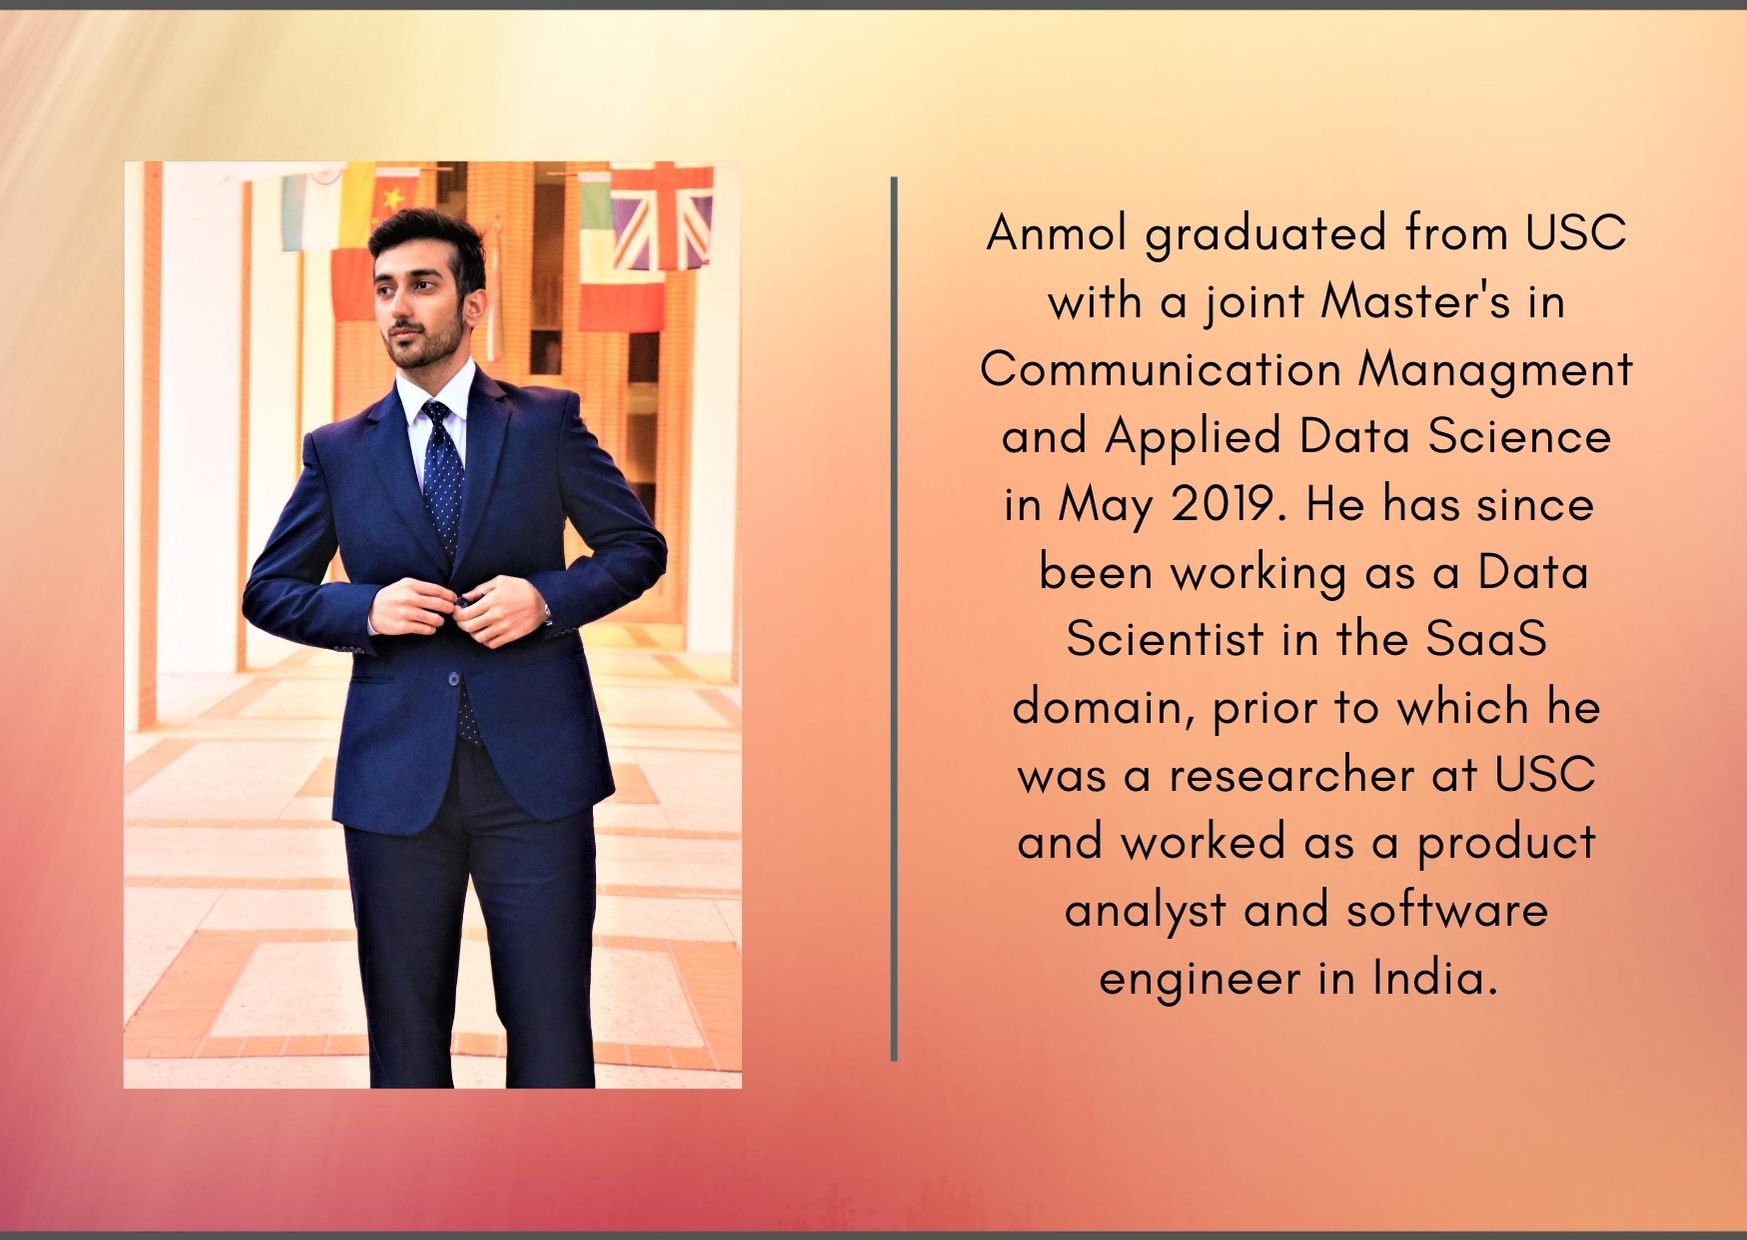 Anmol graduated from USC
with a joint Master's in
Communication Managment
and Applied Data Science
in May 2019. He has since
been working as a Data
Scientist in the SaaS
domain, prior to which he
was a researcher at USC
and worked as a product
analyst and software
engineer in India.